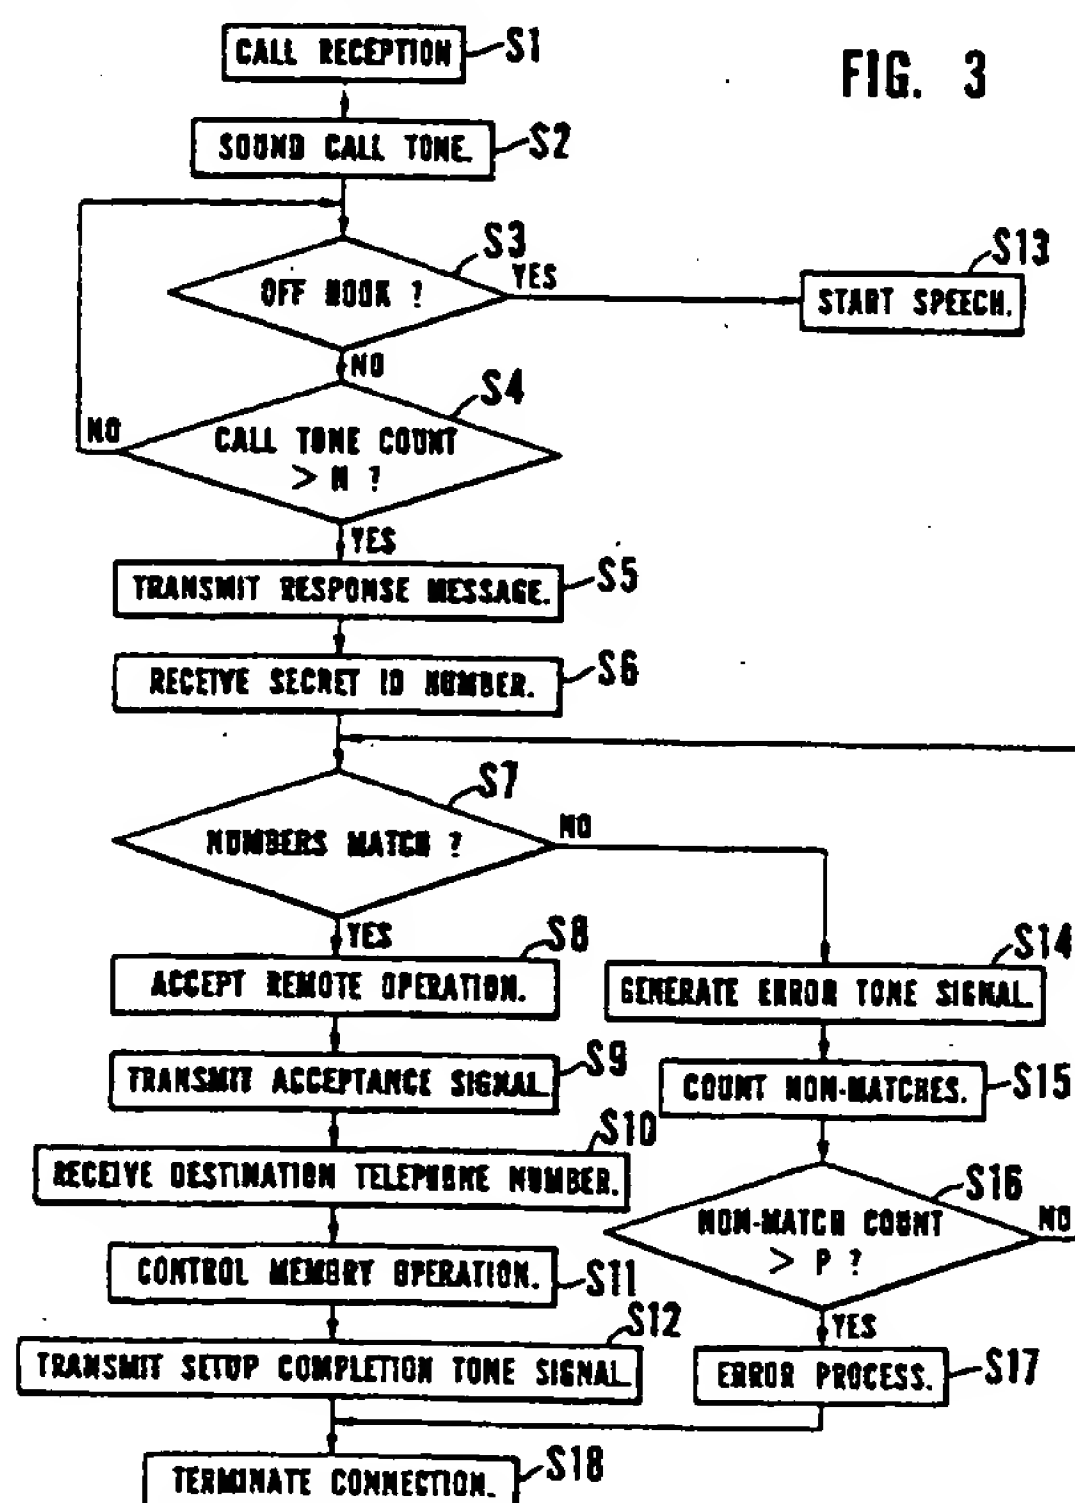 FIG. 3
CALL RECEPTION
S1
SOUND CALL TONE.
S2
OFF HOOK ?
S3
YES
START SPEECH.
S13
NO
CALL TONE COUNT
> N ?
S4
NO
YES
TRANSMIT RESPONSE MESSAGE.
S5
RECEIVE SECRET ID NUMBER.
S6
NUMBERS MATCH ?
S7
NO
YES
ACCEPT REMOTE OPERATION.
S8
GENERATE ERROR TONE SIGNAL.
S14
TRANSMIT ACCEPTANCE SIGNAL.
S9
COUNT NON-MATCHES.
S15
RECEIVE DESTINATION TELEPHONE NUMBER.
S10
NON-MATCH COUNT
> P ?
S16
NO
CONTROL MEMORY OPERATION.
S11
YES
TRANSMIT SETUP COMPLETION TONE SIGNAL.
S12
ERROR PROCESS.
S17
TERMINATE CONNECTION.
S18